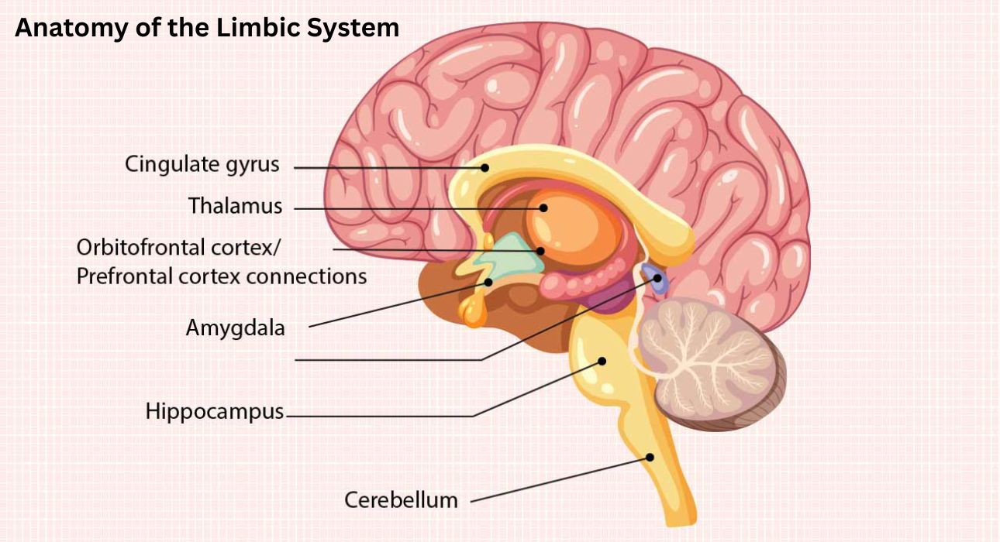 Anatomy of the Limbic System
Cingulate gyrus
Thalamus
Orbitofrontal cortex/
Prefrontal cortex connections
Amygdala
Hippocampus
Cerebellum